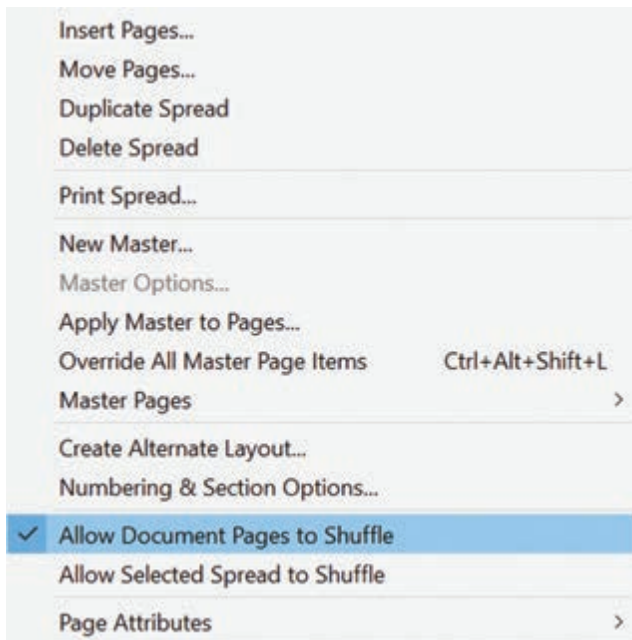 Insert Pages...
Move Pages...
Duplicate Spread
Delete Spread
Print Spread...
New Master...
Master Options...
Apply Master to Pages...
Override All Master Page Items Ctrl+Alt+Shift+L
Master Pages >
Create Alternate Layout...
Numbering & Section Options...
✓ Allow Document Pages to Shuffle
Allow Selected Spread to Shuffle
Page Attributes >